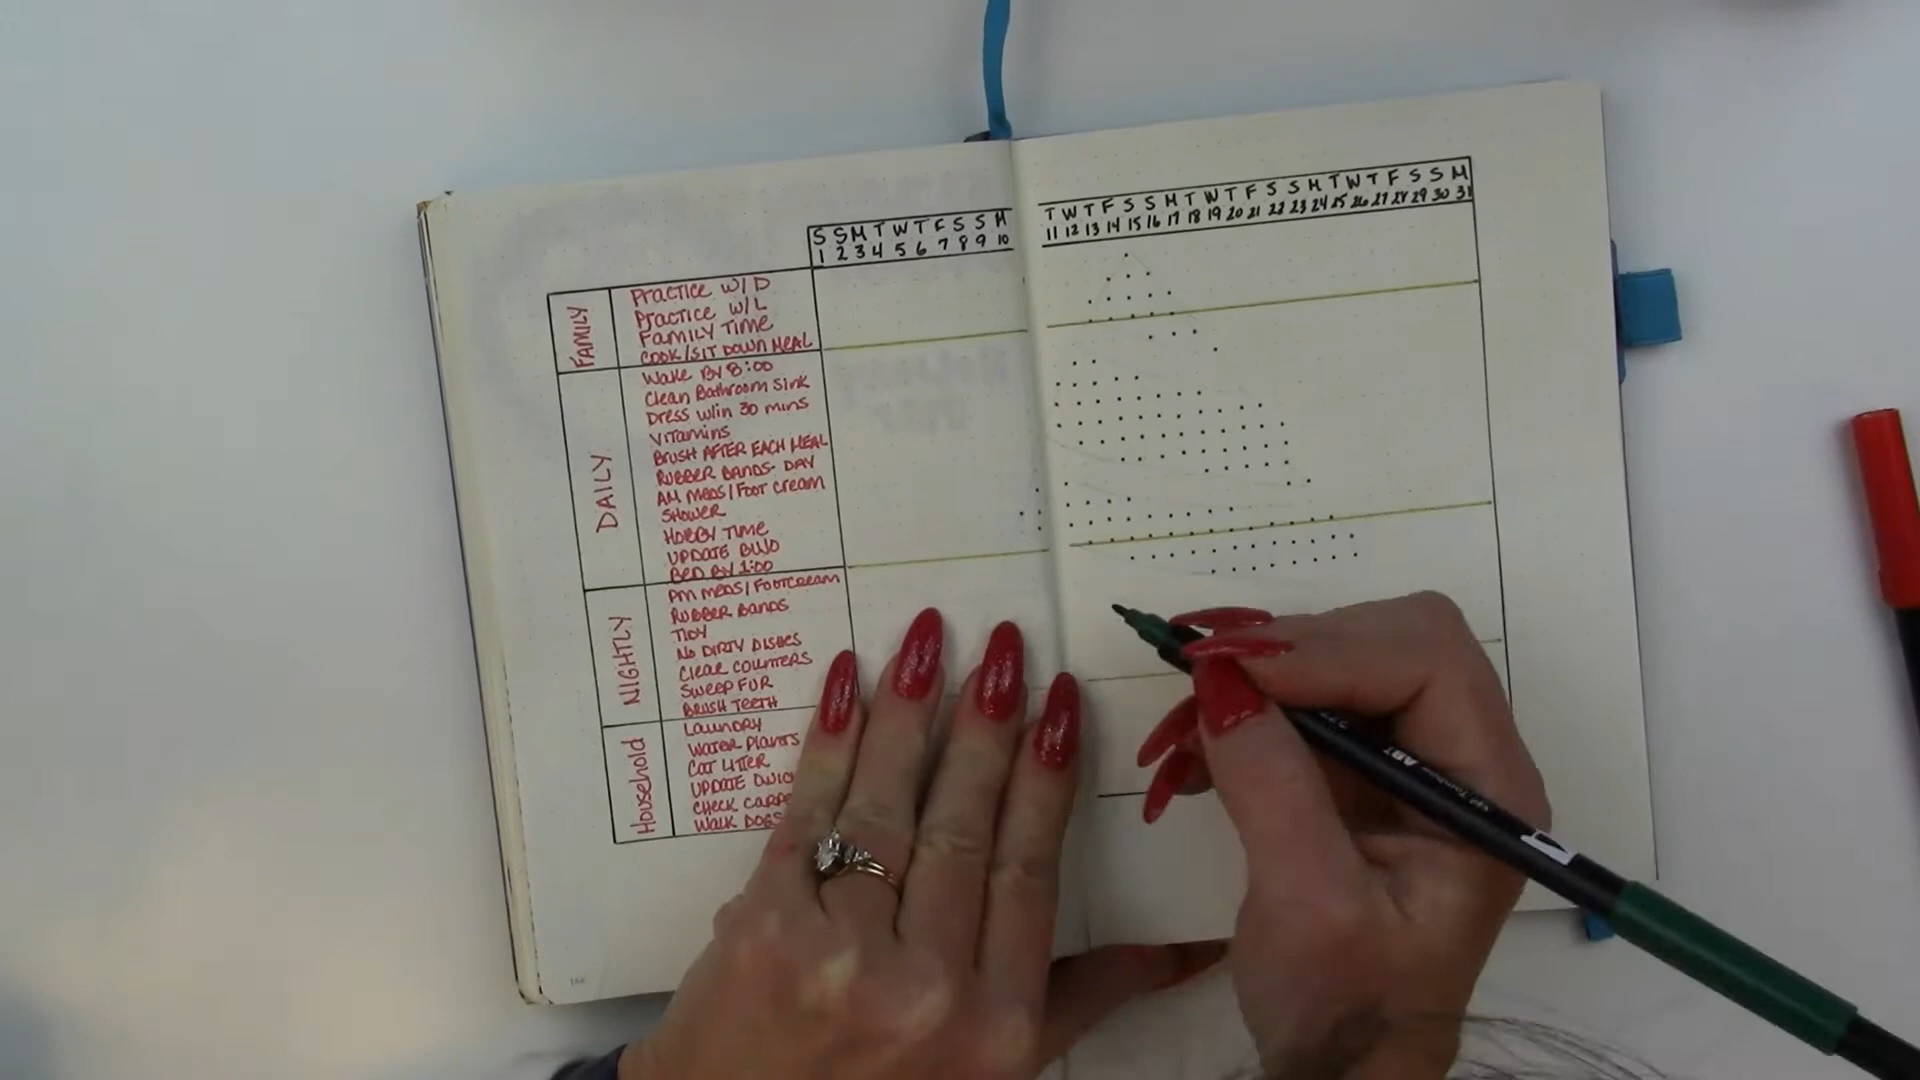 S S M T W T F S S M
1 2 3 4 5 6 7 8 9 10
T W T F S S M T W T F S S M T W T F S S M
11 12 13 14 15 16 17 18 19 20 21 22 23 24 25 26 27 28 29 30 31
FAMILY
Practice w/ D
Practice w/ L
FAMILY TIME
COOK/SIT DOWN MEAL
DAILY
Wake By 8:00
Clean Bathroom Sink
Dress w/in 30 mins
VITAMINS
BRUSH AFTER EACH MEAL
RUBBER BANDS- DAY
AM MEDS/FOOT CREAM
SHOWER
HOBBY TIME
UPDATE BUJO
BED BY 1:00
NIGHTLY
PM MEDS/FOOTCREAM
RUBBER BANDS
TIDY
NO DIRTY DISHES
CLEAR COUNTERS
SWEEP FUR
BRUSH TEETH
Household
LAUNDRY
WATER PLANTS
CAT LITTER
UPDATE
CHECK
WALK DOGS
ABT